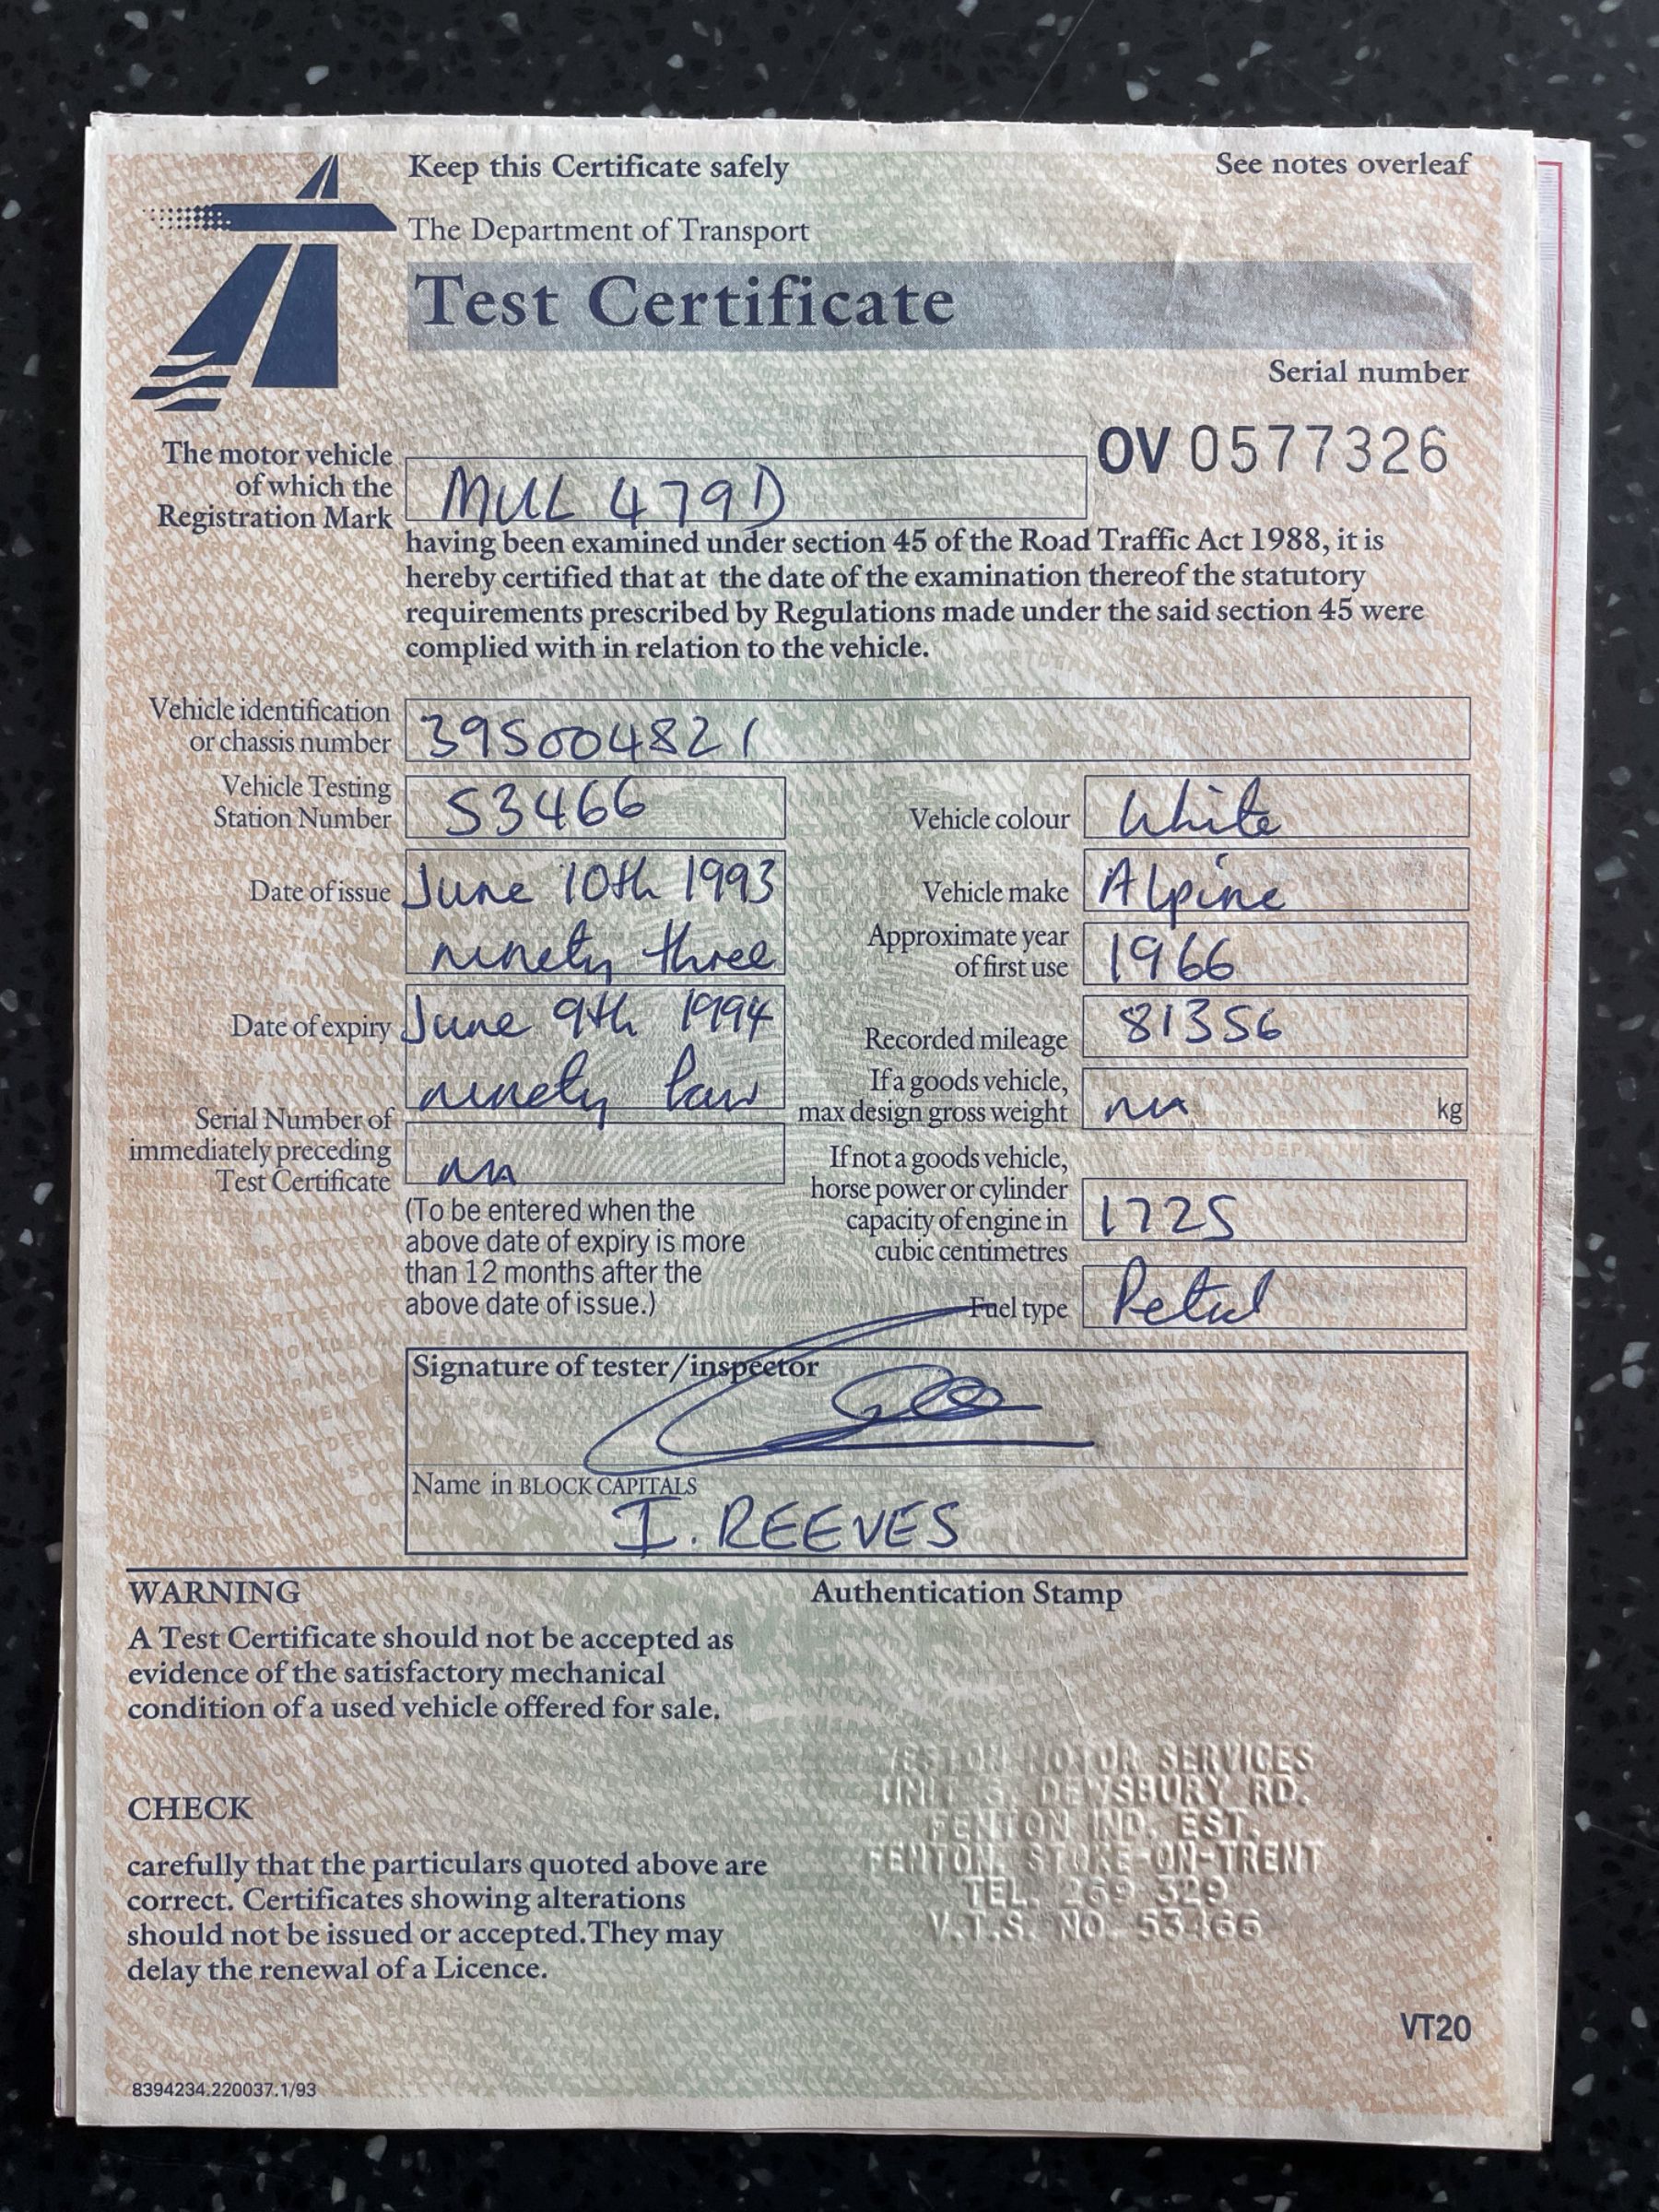 Keep this Certificate safely
See notes overleaf
The Department of Transport
Test Certificate
Serial number
OV 0577326
The motor vehicle
of which the
Registration Mark
MUL 479D
having been examined under section 45 of the Road Traffic Act 1988, it is
hereby certified that at the date of the examination thereof the statutory
requirements prescribed by Regulations made under the said section 45 were
complied with in relation to the vehicle.
Vehicle identification
or chassis number
395004821
Vehicle Testing
Station Number
53466
Vehicle colour
White
Date of issue
June 10th 1993
ninety three
Vehicle make
Alpine
Approximate year
of first use
1966
Date of expiry
June 9th 1994
ninety four
Recorded mileage
81356
If a goods vehicle,
max design gross weight
NA
kg
Serial Number of
immediately preceding
Test Certificate
NA
(To be entered when the
above date of expiry is more
than 12 months after the
above date of issue.)
If not a goods vehicle,
horse power or cylinder
capacity of engine in
cubic centimetres
1725
Fuel type
Petrol
Signature of tester/inspector
Name in BLOCK CAPITALS
I. REEVES
WARNING
A Test Certificate should not be accepted as
evidence of the satisfactory mechanical
condition of a used vehicle offered for sale.
CHECK
carefully that the particulars quoted above are
correct. Certificates showing alterations
should not be issued or accepted. They may
delay the renewal of a Licence.
Authentication Stamp
MOTOR SERVICES
UNIT 6, DEWSBURY RD.
FENTON IND. EST.
FENTON, STOKE-ON-TRENT
TEL. 269 329
V.T.S. NO. 53466
VT20
8394234.220037.1/93